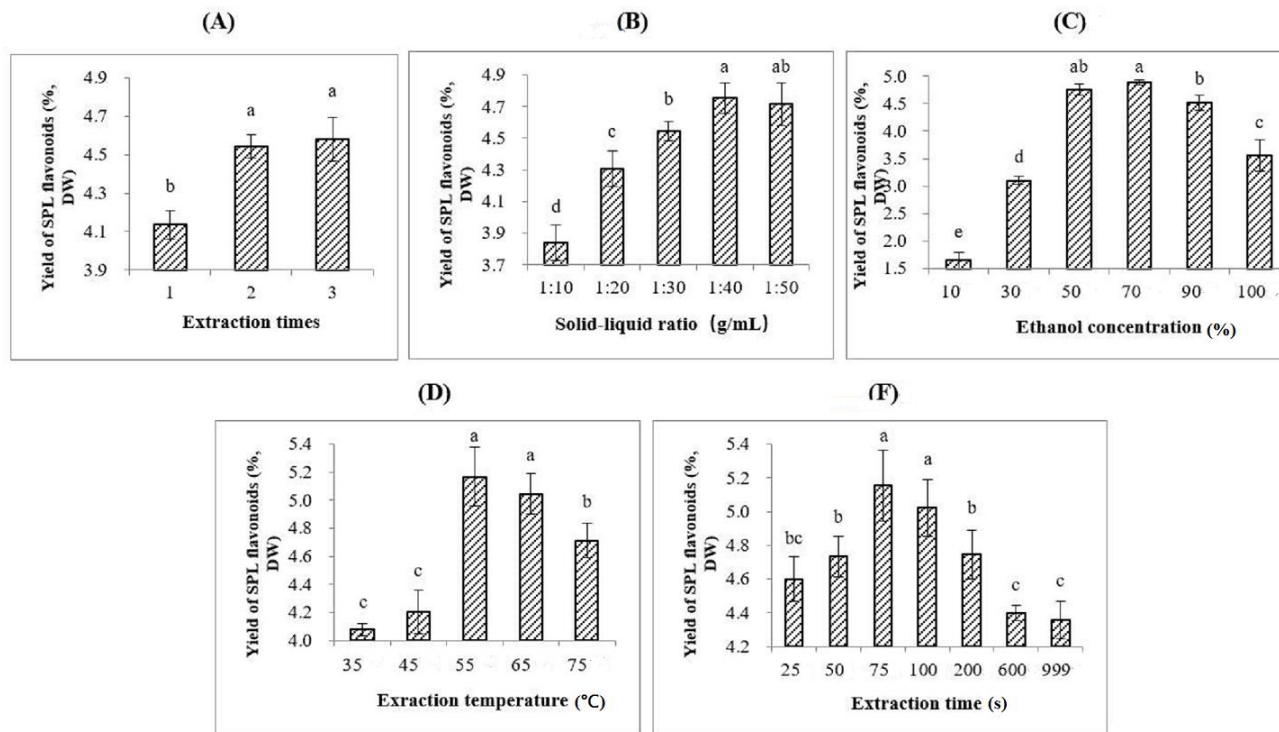 (A)
Yield of SPL flavonoids (%,
DW)
4.9
4.7
4.5
4.3
4.1
3.9
b
a
a
1 2 3
Extraction times
(B)
Yield of SPL flavonoids (%,
DW)
4.9
4.7
4.5
4.3
4.1
3.9
3.7
d
c
b
a
ab
1:10 1:20 1:30 1:40 1:50
Solid-liquid ratio (g/mL)
(C)
Yield of SPL flavonoids (%,
DW)
5.0
4.5
4.0
3.5
3.0
2.5
2.0
1.5
e
d
ab
a
b
c
10 30 50 70 90 100
Ethanol concentration (%)
(D)
Yield of SPL flavonoids (%,
DW)
5.4
5.2
5.0
4.8
4.6
4.4
4.2
4.0
c
c
a
a
b
35 45 55 65 75
Exraction temperature (°C)
(F)
Yield of SPL flavonoids (%,
DW)
5.4
5.2
5.0
4.8
4.6
4.4
4.2
bc
b
a
a
b
c
c
25 50 75 100 200 600 999
Extraction time (s)